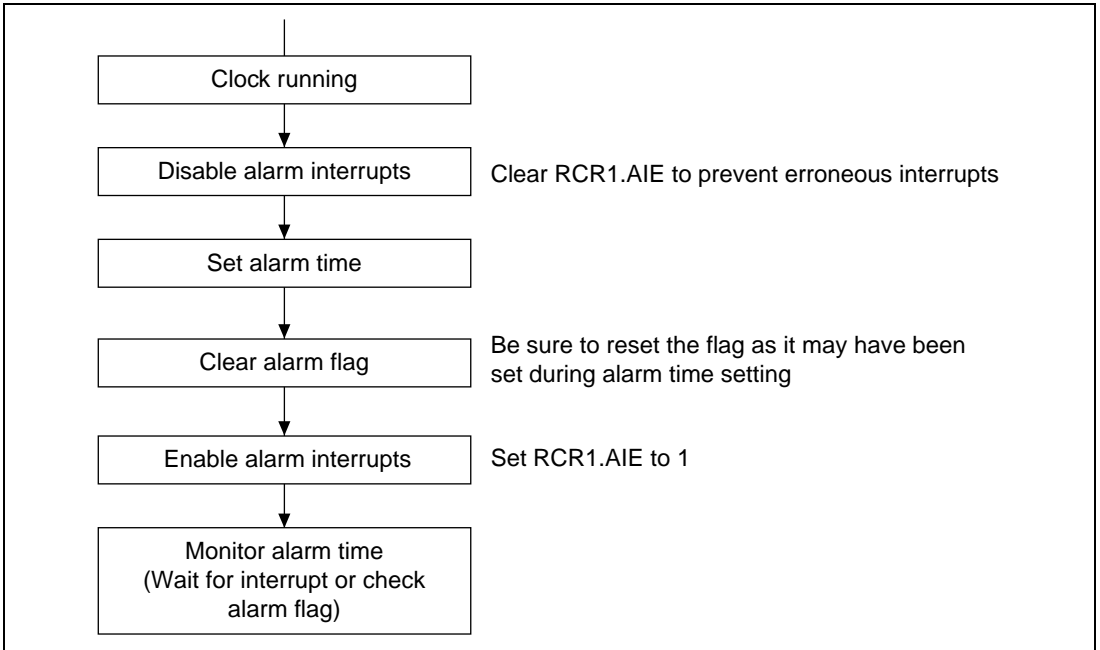 Clock running
Disable alarm interrupts
Clear RCR1.AIE to prevent erroneous interrupts
Set alarm time
Clear alarm flag
Be sure to reset the flag as it may have been
set during alarm time setting
Enable alarm interrupts
Set RCR1.AIE to 1
Monitor alarm time
(Wait for interrupt or check
alarm flag)